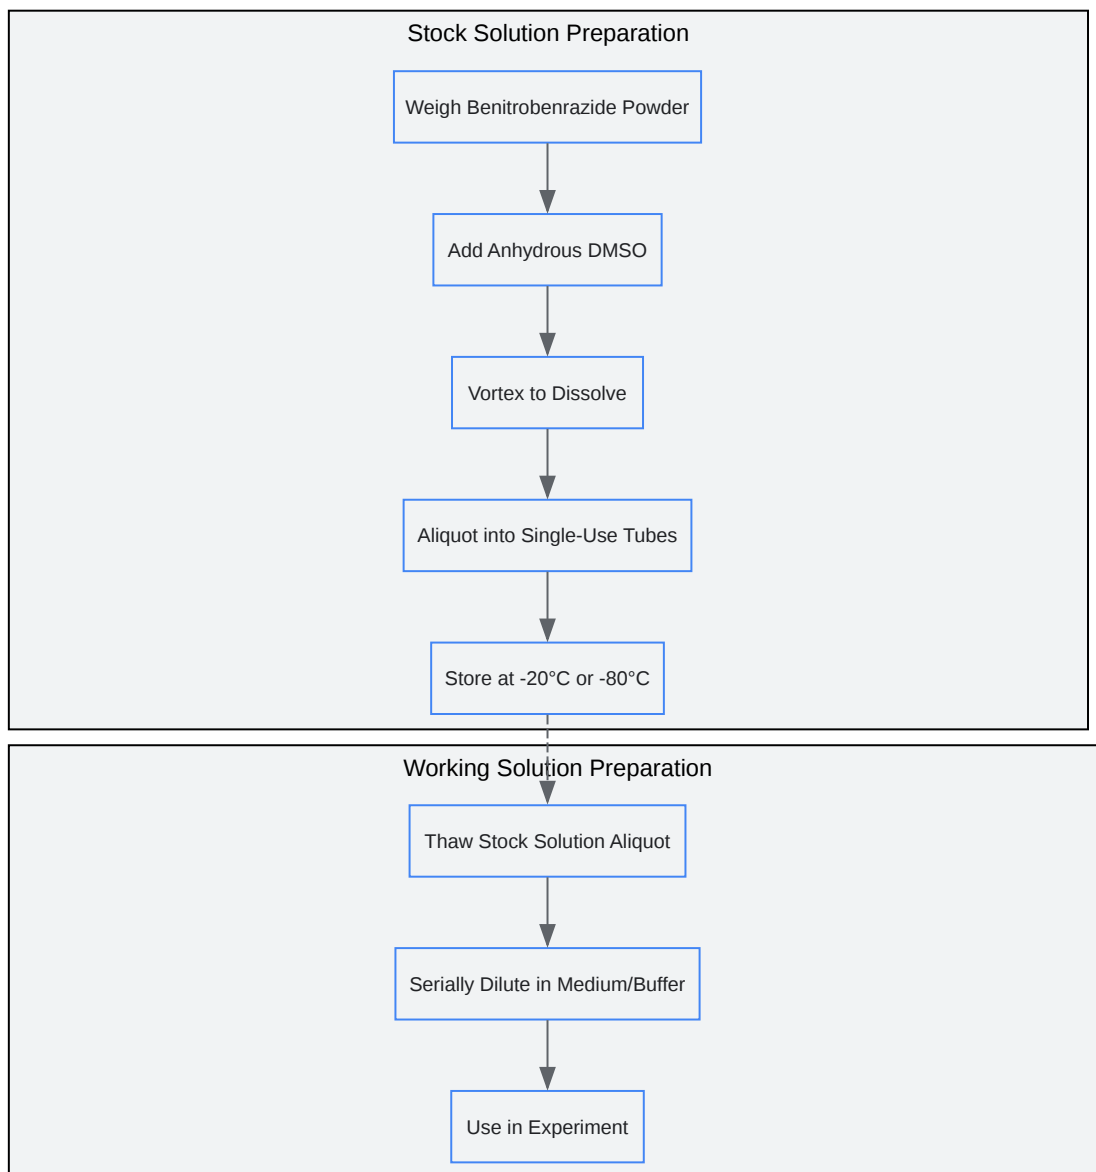 Stock Solution Preparation
Weigh Benitrobenrazide Powder
Add Anhydrous DMSO
Vortex to Dissolve
Aliquot into Single-Use Tubes
Store at -20°C or -80°C
Working Solution Preparation
Thaw Stock Solution Aliquot
Serially Dilute in Medium/Buffer
Use in Experiment